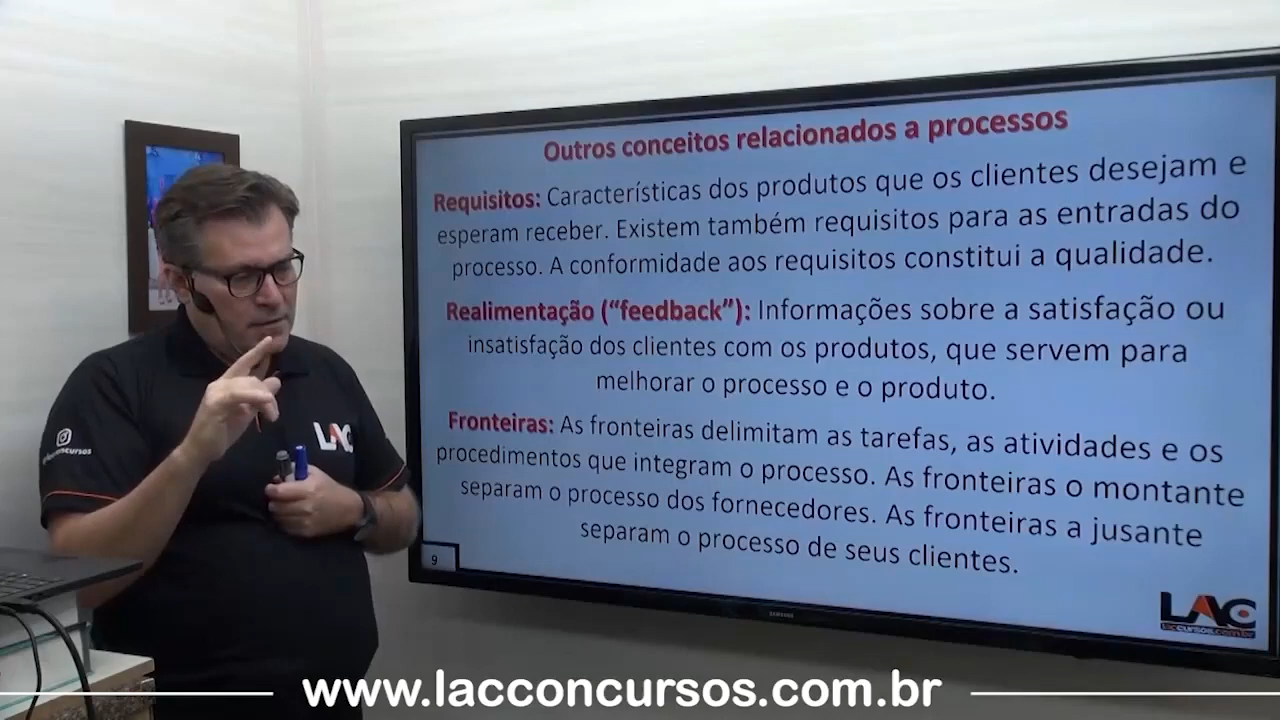 Outros conceitos relacionados a processos
Requisitos: Características dos produtos que os clientes desejam e
esperam receber. Existem também requisitos para as entradas do
processo. A conformidade aos requisitos constitui a qualidade.
Realimentação ("feedback"): Informações sobre a satisfação ou
insatisfação dos clientes com os produtos, que servem para
melhorar o processo e o produto.
Fronteiras: As fronteiras delimitam as tarefas, as atividades e os
procedimentos que integram o processo. As fronteiras o montante
separam o processo dos fornecedores. As fronteiras a jusante
separam o processo de seus clientes.
9
LAC
laccursos.com.br
SAMSUNG
LAC
www.lacconcursos.com.br